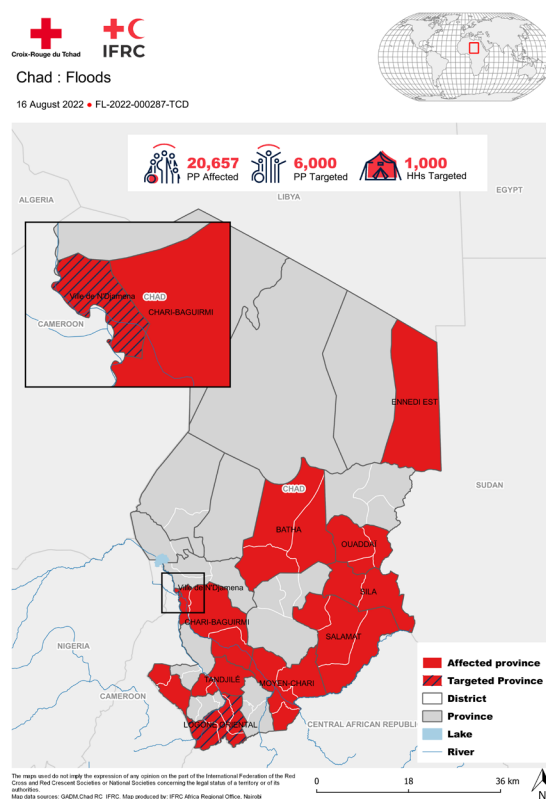 Croix-Rouge du Tchad
IFRC
Chad : Floods
16 August 2022 ● FL-2022-000287-TCD
20,657
PP Affected
6,000
PP Targeted
1,000
HHs Targeted
ALGERIA
LIBYA
EGYPT
Ville de N'Djamena
CHAD
CHARI-BAGUIRMI
CAMEROON
ENNEDI EST
SUDAN
CHAD
BATHA
OUADDAÏ
Ville de N'Djamena
SILA
CHARI-BAGUIRMI
SALAMAT
NIGERIA
TANDJILÉ
MOYEN-CHARI
CAMEROON
LOGONE ORIENTAL
CENTRAL AFRICAN REPUBLI
Affected province
Targeted Province
District
Province
Lake
River
The maps used do not imply the expression of any opinion on the part of the International Federation of the Red
Cross and Red Crescent Societies or National Societies concerning the legal status of a territory or of its
authorities.
Map data sources: GADM,Chad RC IFRC. Map produced by: IFRC Africa Regional Office, Nairobi
0 18 36 km
N